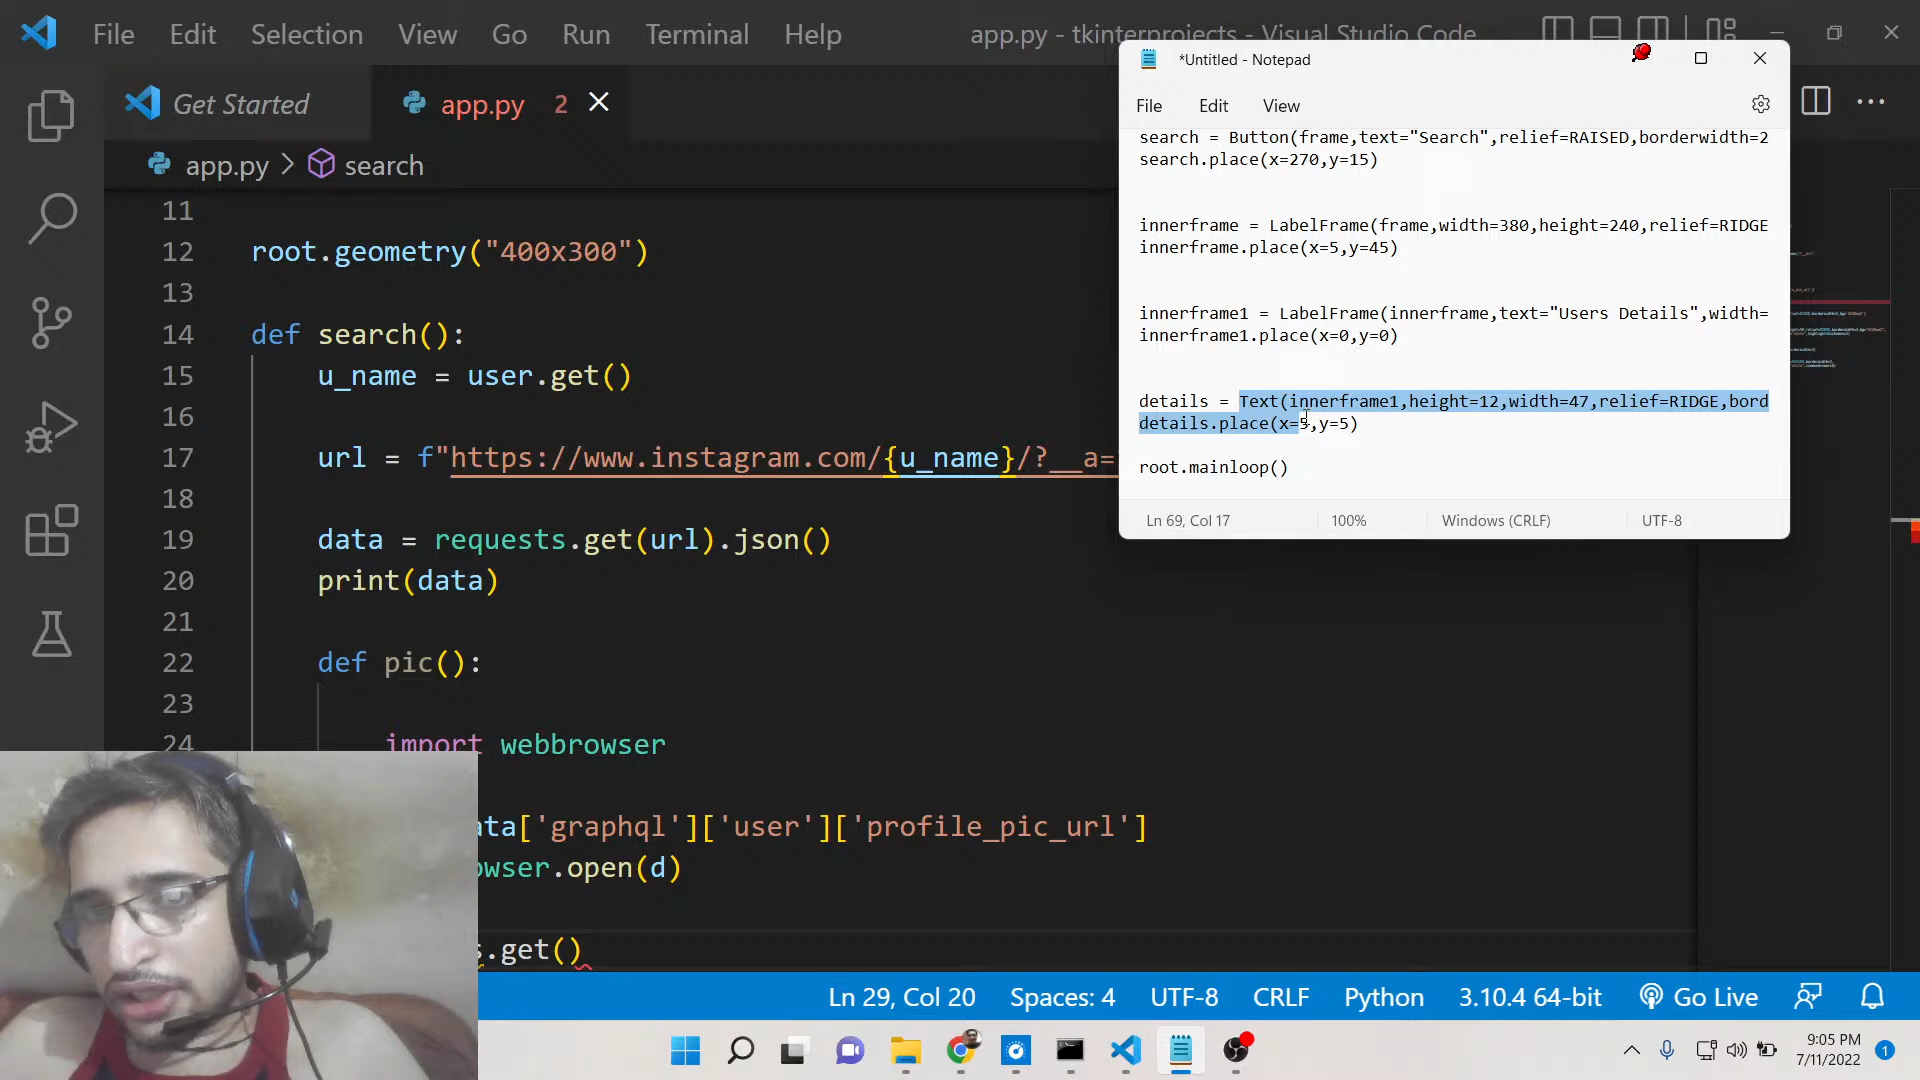 File Edit Selection View Go Run Terminal Help app.py - tkinterprojects - Visual Studio Code
Get Started app.py 2
app.py > search
11
12 root.geometry("400x300")
13
14 def search():
15 u_name = user.get()
16
17 url = f"https://www.instagram.com/{u_name}/?__a=
18
19 data = requests.get(url).json()
20 print(data)
21
22 def pic():
23
24 import webbrowser
ata['graphql']['user']['profile_pic_url']
owser.open(d)
s.get()
*Untitled - Notepad
File Edit View
search = Button(frame,text="Search",relief=RAISED,borderwidth=2
search.place(x=270,y=15)
innerframe = LabelFrame(frame,width=380,height=240,relief=RIDGE
innerframe.place(x=5,y=45)
innerframe1 = LabelFrame(innerframe,text="Users Details",width=
innerframe1.place(x=0,y=0)
details = Text(innerframe1,height=12,width=47,relief=RIDGE,bord
details.place(x=5,y=5)
root.mainloop()
Ln 69, Col 17 100% Windows (CRLF) UTF-8
Ln 29, Col 20 Spaces: 4 UTF-8 CRLF Python 3.10.4 64-bit Go Live
9:05 PM
7/11/2022 1